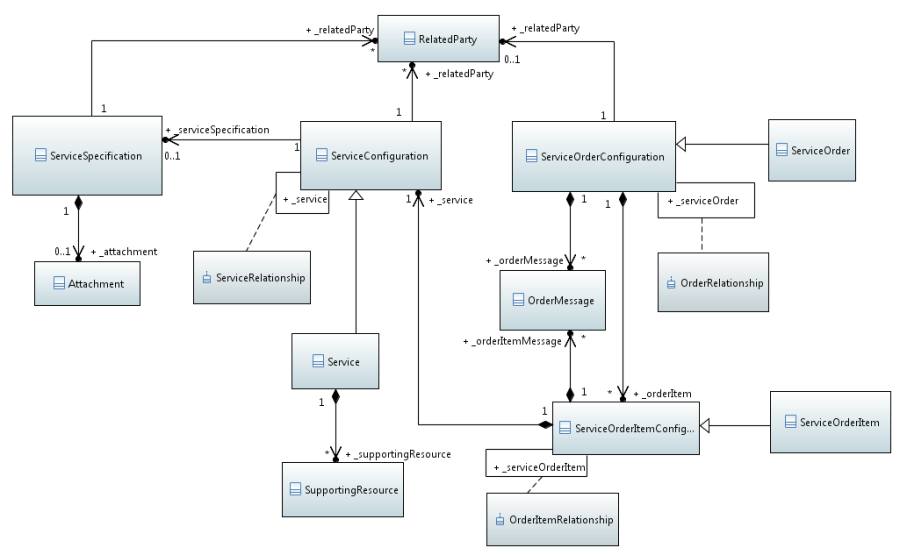 + _relatedParty
*
RelatedParty
+ _relatedParty
0..1
*
+ _relatedParty
1
1
1
ServiceSpecification
+ _serviceSpecification
0..1
1
ServiceConfiguration
ServiceOrderConfiguration
ServiceOrder
+ _service
1
+ _service
1
1
+ _serviceOrder
1
0..1
+ _attachment
Attachment
ServiceRelationship
+ _orderMessage
*
OrderMessage
OrderRelationship
+ _orderItemMessage
*
Service
1
1
*
+ _orderItem
1
ServiceOrderItemConfig...
ServiceOrderItem
*
+ _supportingResource
+ _serviceOrderItem
SupportingResource
OrderItemRelationship